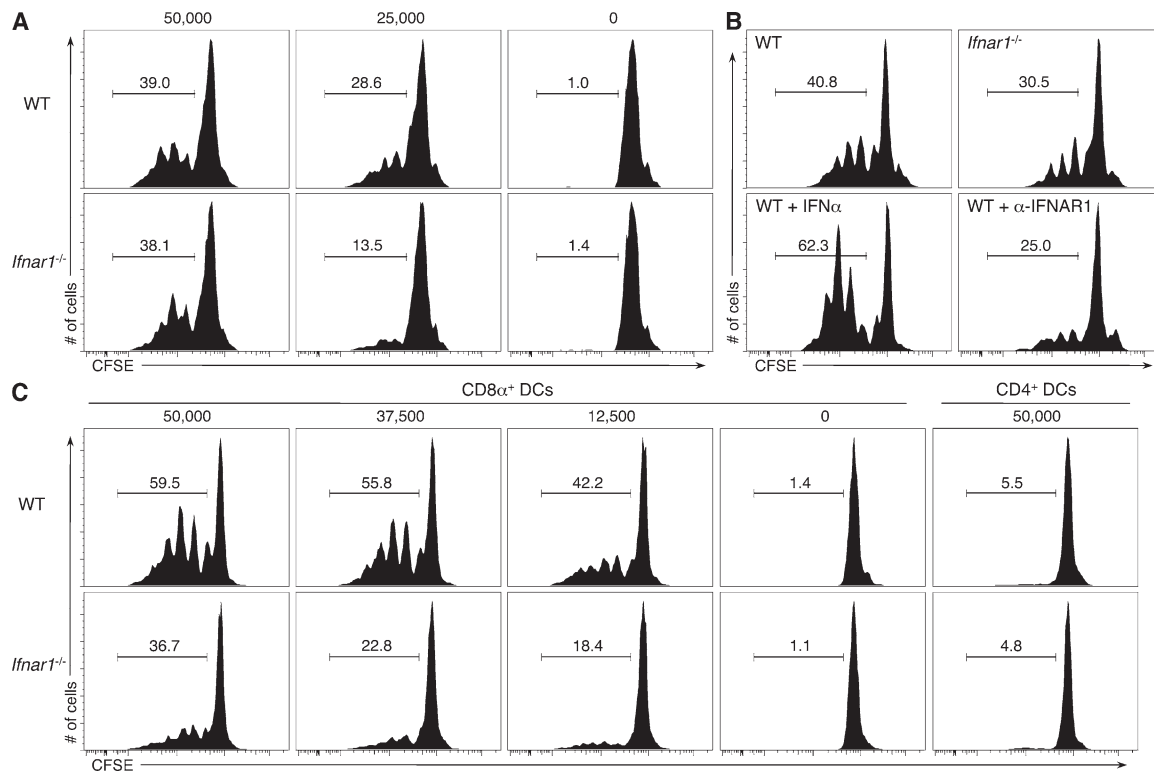 A
50,000 25,000 0
WT
39.0 28.6 1.0
Ifnar1-/-
38.1 13.5 1.4
# of cells
CFSE
B
WT Ifnar1-/-
40.8 30.5
WT + IFNα WT + α-IFNAR1
62.3 25.0
# of cells
CFSE
C
CD8α+ DCs CD4+ DCs
50,000 37,500 12,500 0 50,000
WT
59.5 55.8 42.2 1.4 5.5
Ifnar1-/-
36.7 22.8 18.4 1.1 4.8
# of cells
CFSE